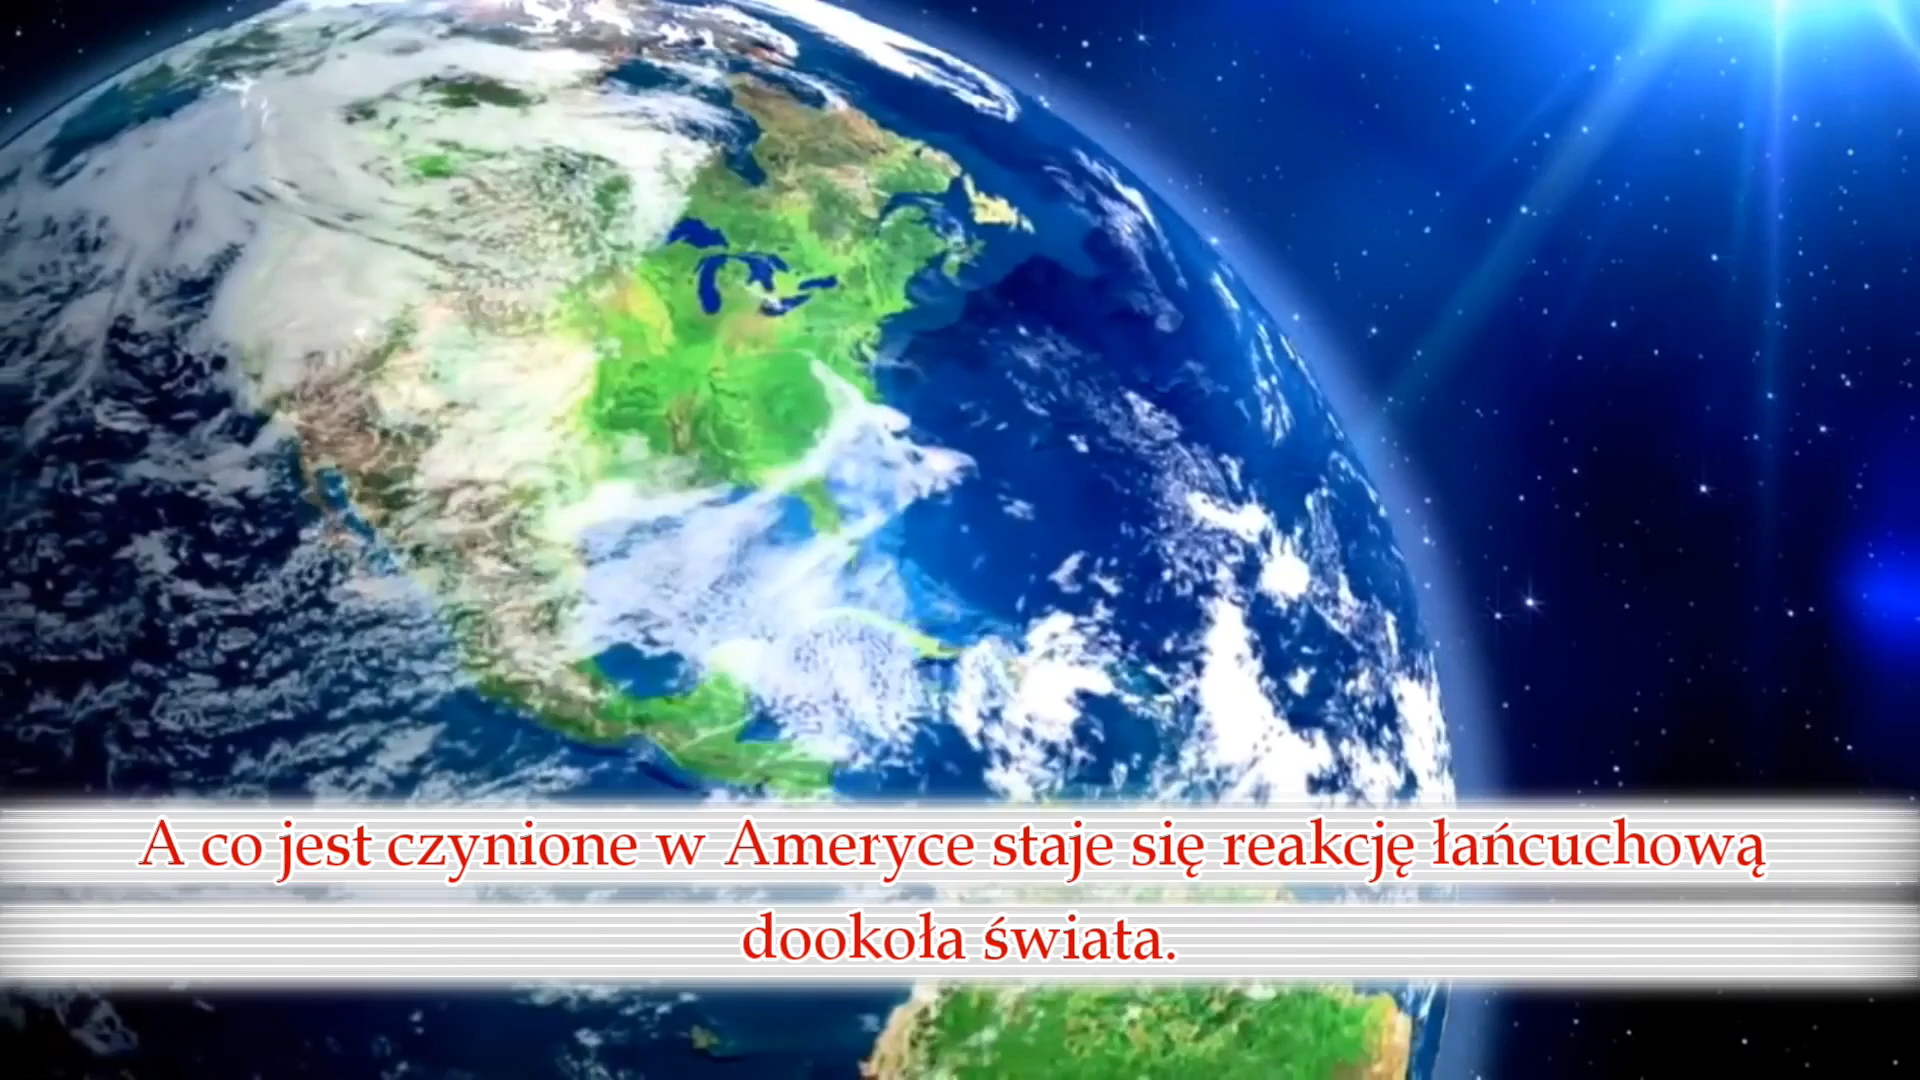 A co jest czynione w Ameryce staje się reakcję łańcuchową
dookoła świata.